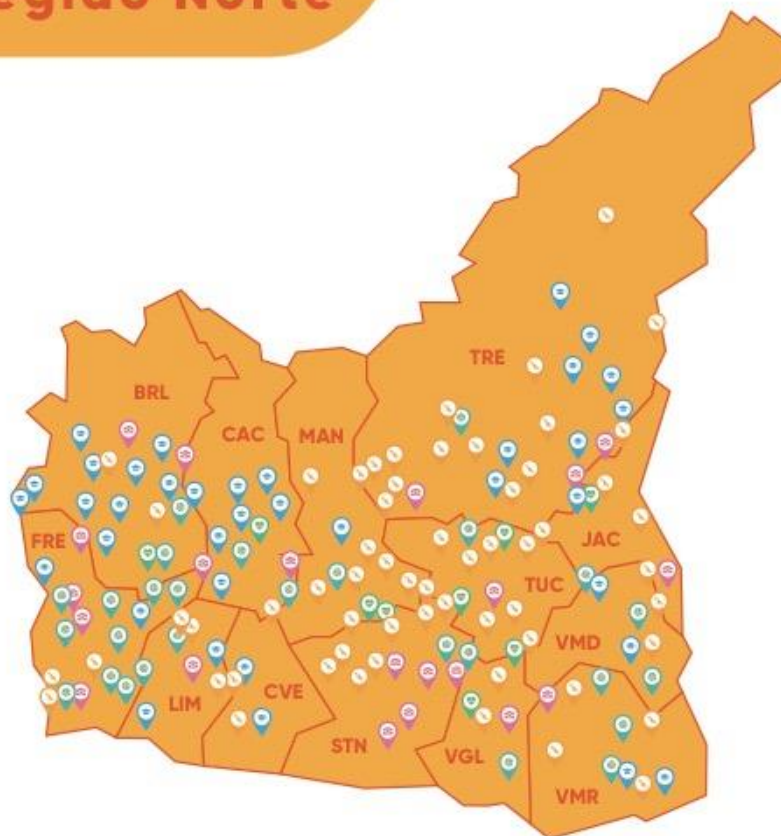 egião Norte
TRE
BRL
CAC
MAN
FRE
JAC
TUC
VMD
LIM
CVE
STN
VGL
VMR